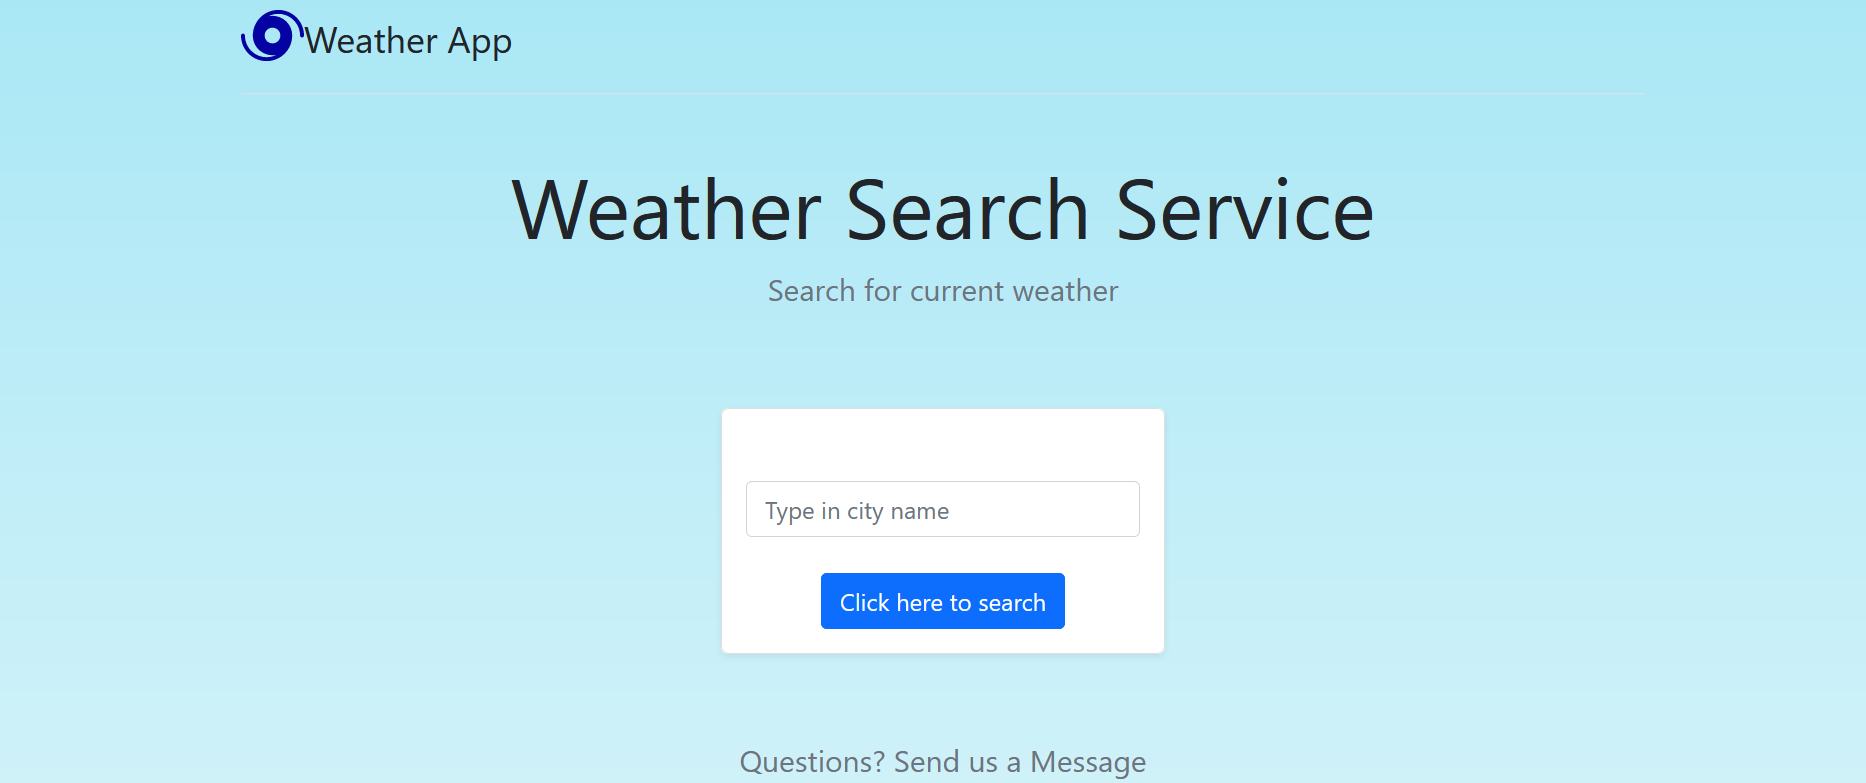 Weather App
Weather Search Service
Search for current weather
Type in city name
Click here to search
Questions? Send us a Message